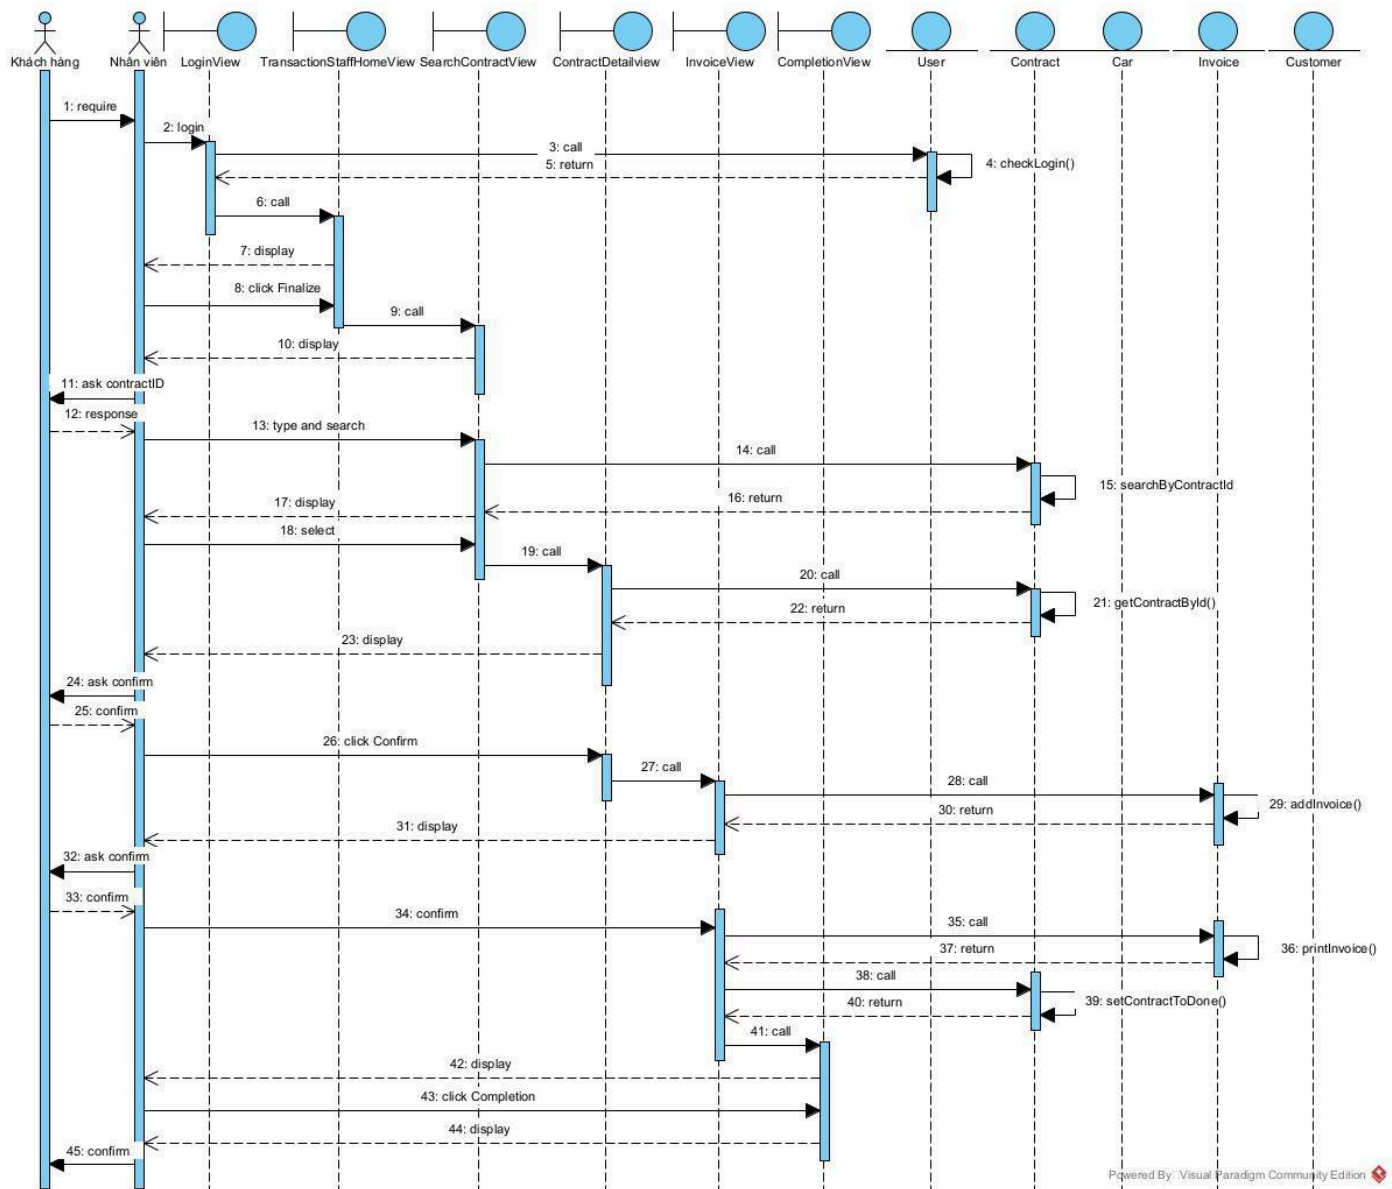 Khách hàng
Nhân viên
LoginView
TransactionStaffHomeView
SearchContractView
ContractDetailview
InvoiceView
CompletionView
User
Contract
Car
Invoice
Customer
1: require
2: login
3: call
4: checkLogin()
5: return
6: call
7: display
8: click Finalize
9: call
10: display
11: ask contractID
12: response
13: type and search
14: call
15: searchByContractId
16: return
17: display
18: select
19: call
20: call
21: getContractById()
22: return
23: display
24: ask confirm
25: confirm
26: click Confirm
27: call
28: call
29: addInvoice()
30: return
31: display
32: ask confirm
33: confirm
34: confirm
35: call
36: printInvoice()
37: return
38: call
39: setContractToDone()
40: return
41: call
42: display
43: click Completion
44: display
45: confirm
Powered By Visual Paradigm Community Edition